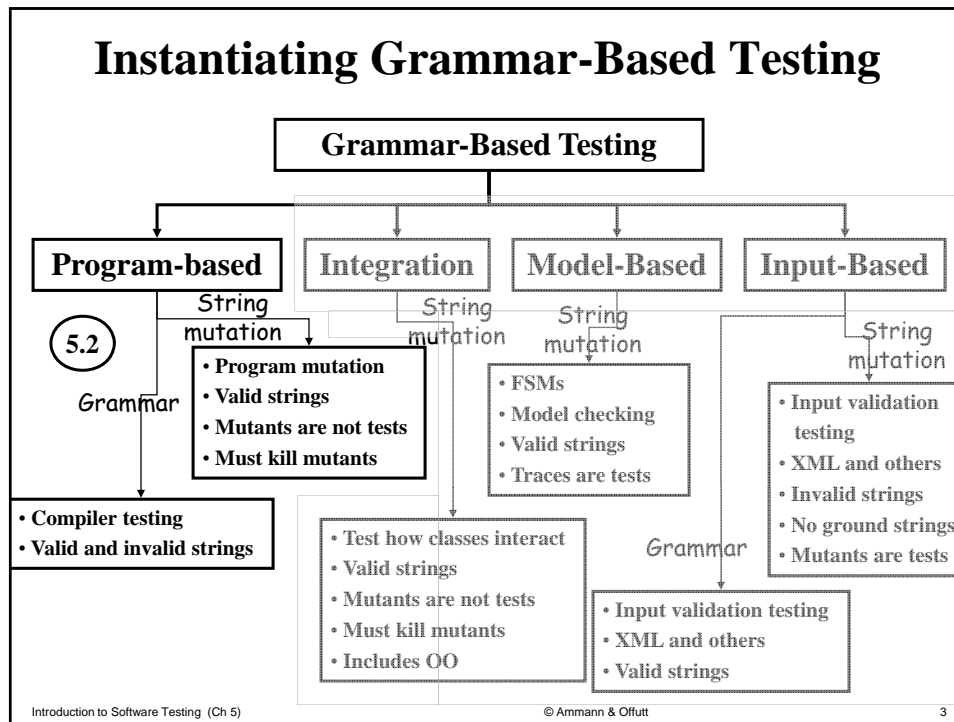 Instantiating Grammar-Based Testing
Grammar-Based Testing
Program-based
Integration
Model-Based
Input-Based
String
mutation
5.2
Grammar
• Program mutation
• Valid strings
• Mutants are not tests
• Must kill mutants
• Compiler testing
• Valid and invalid strings
String
mutation
• Test how classes interact
• Valid strings
• Mutants are not tests
• Must kill mutants
• Includes OO
String
mutation
• FSMs
• Model checking
• Valid strings
• Traces are tests
String
mutation
• Input validation
testing
• XML and others
• Invalid strings
• No ground strings
• Mutants are tests
Grammar
• Input validation testing
• XML and others
• Valid strings
Introduction to Software Testing (Ch 5)
© Ammann & Offutt
3